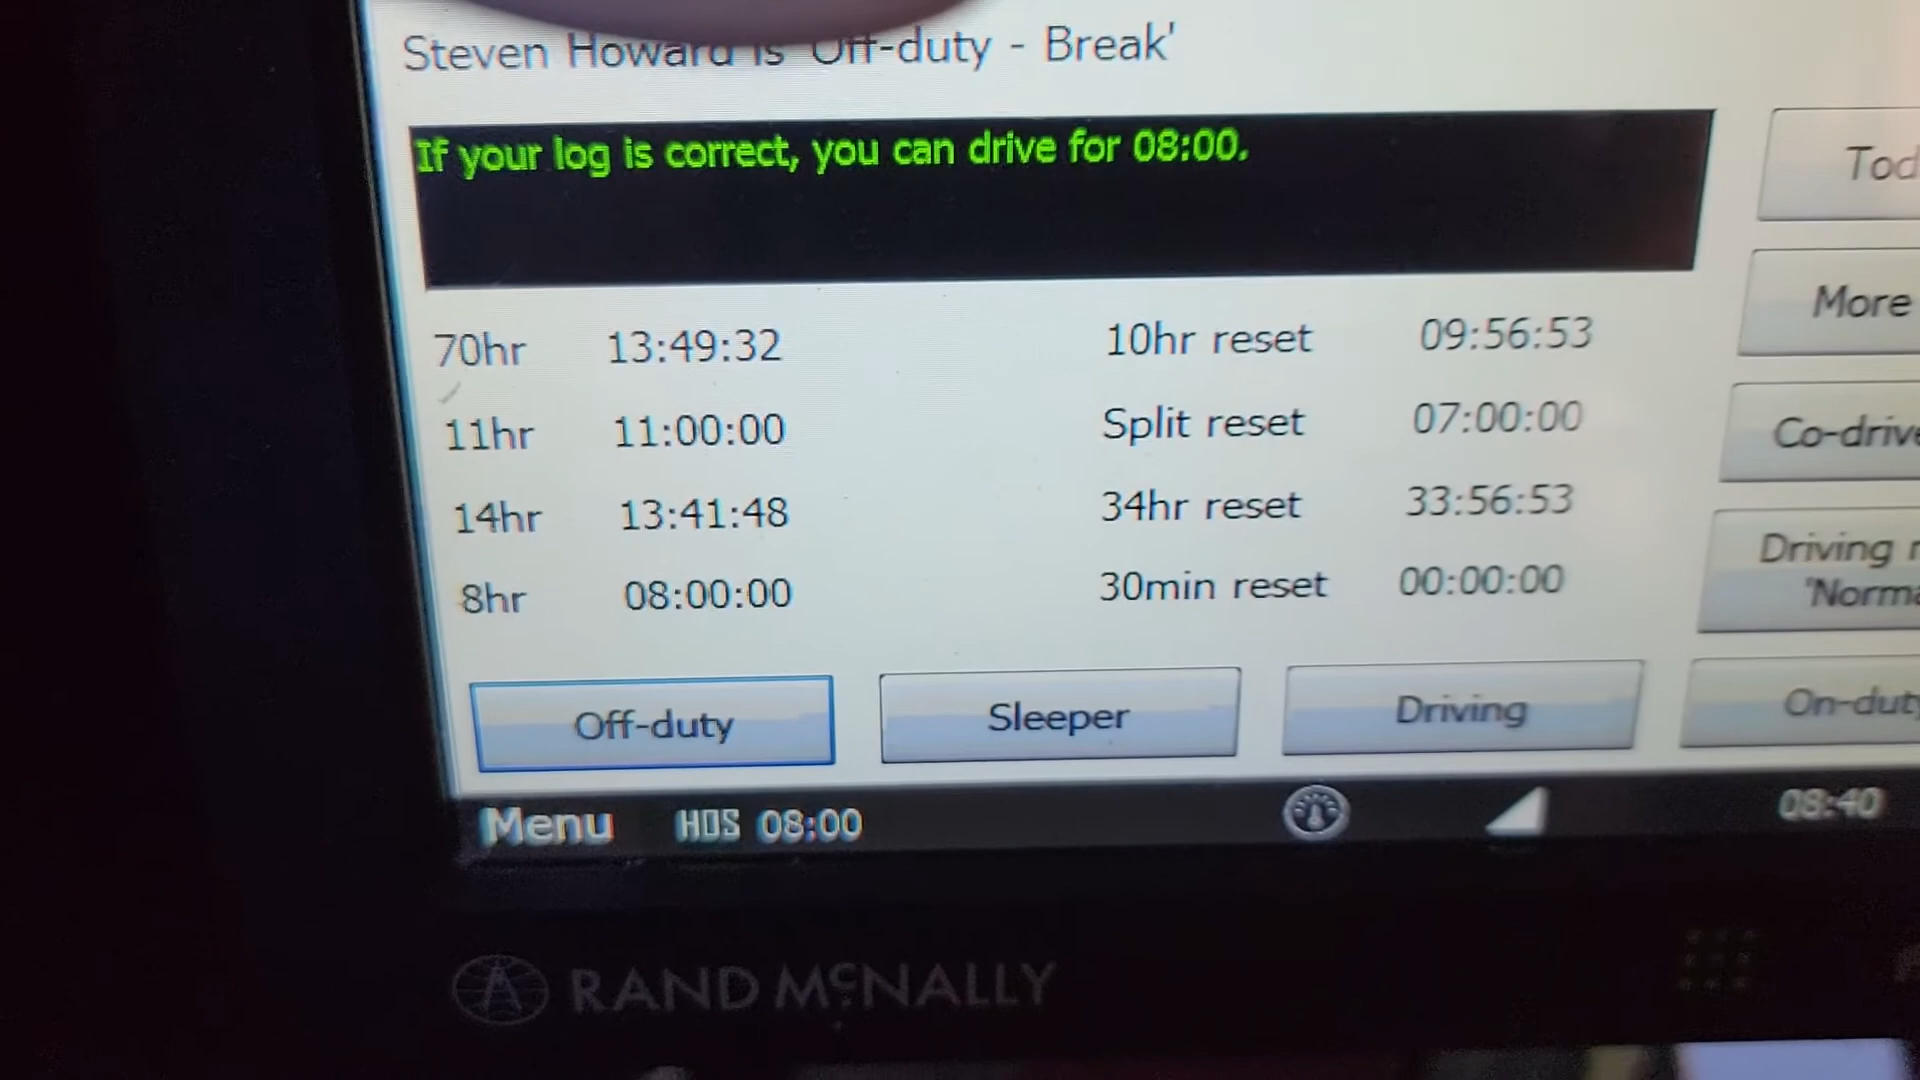 Steven Howard is 'Off-duty - Break'
If your log is correct, you can drive for 08:00.
70hr 13:49:32 10hr reset 09:56:53
11hr 11:00:00 Split reset 07:00:00
14hr 13:41:48 34hr reset 33:56:53
8hr 08:00:00 30min reset 00:00:00
More
Driving
Off-duty Sleeper Driving On-duty
Menu HOS 08:00 08:40
RAND MCNALLY